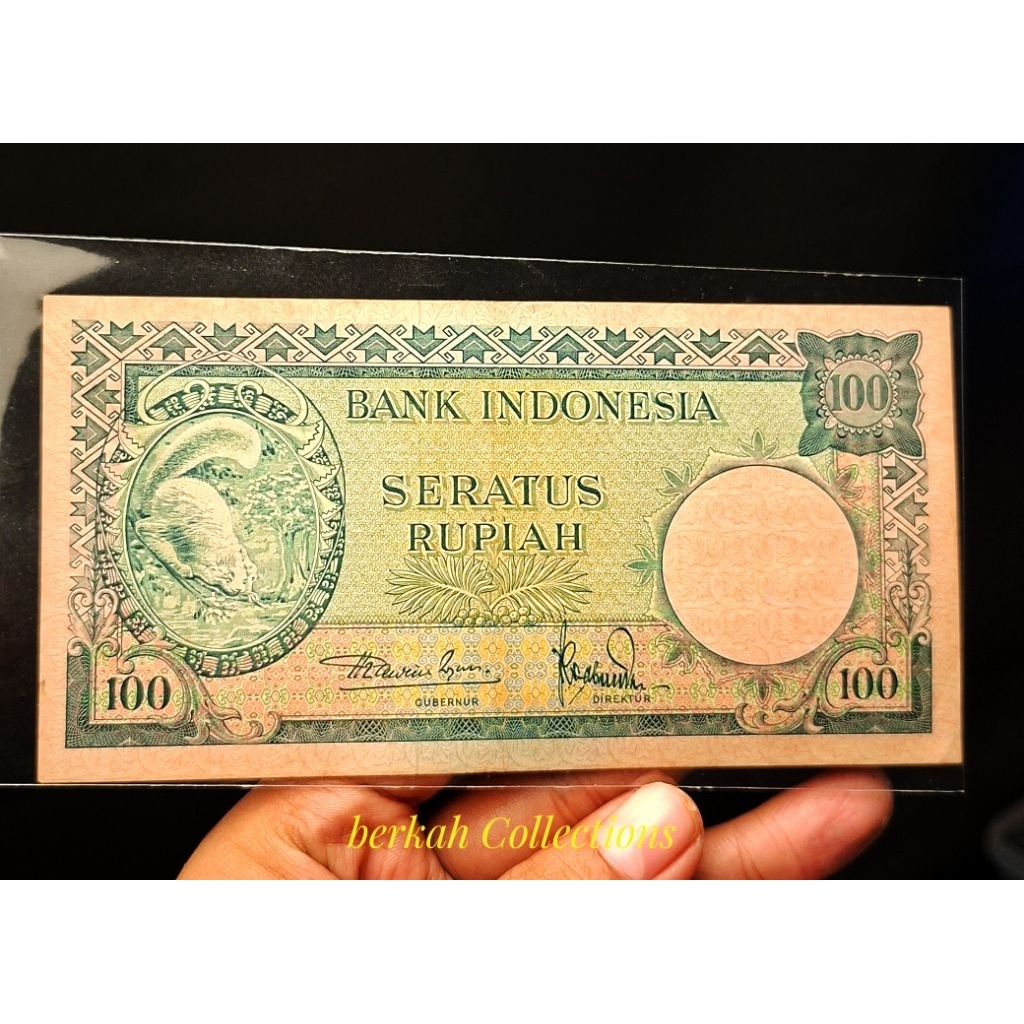 100
BANK INDONESIA
SERATUS
RUPIAH
GUBERNUR
DIREKTUR
100
100
berkah Collections